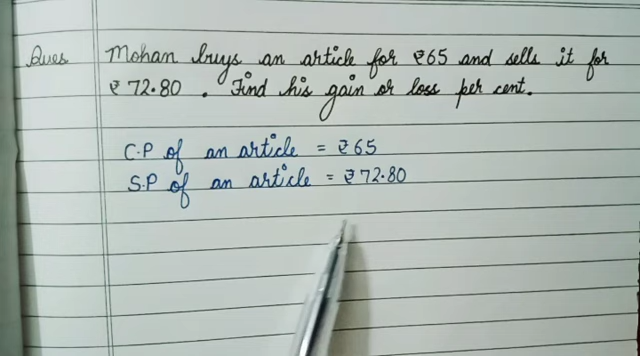 Ques Mohan buys an article for ₹65 and sells it for
₹ 72.80 . Find his gain or loss per cent.
C.P of an article = ₹65
S.P of an article = ₹72.80